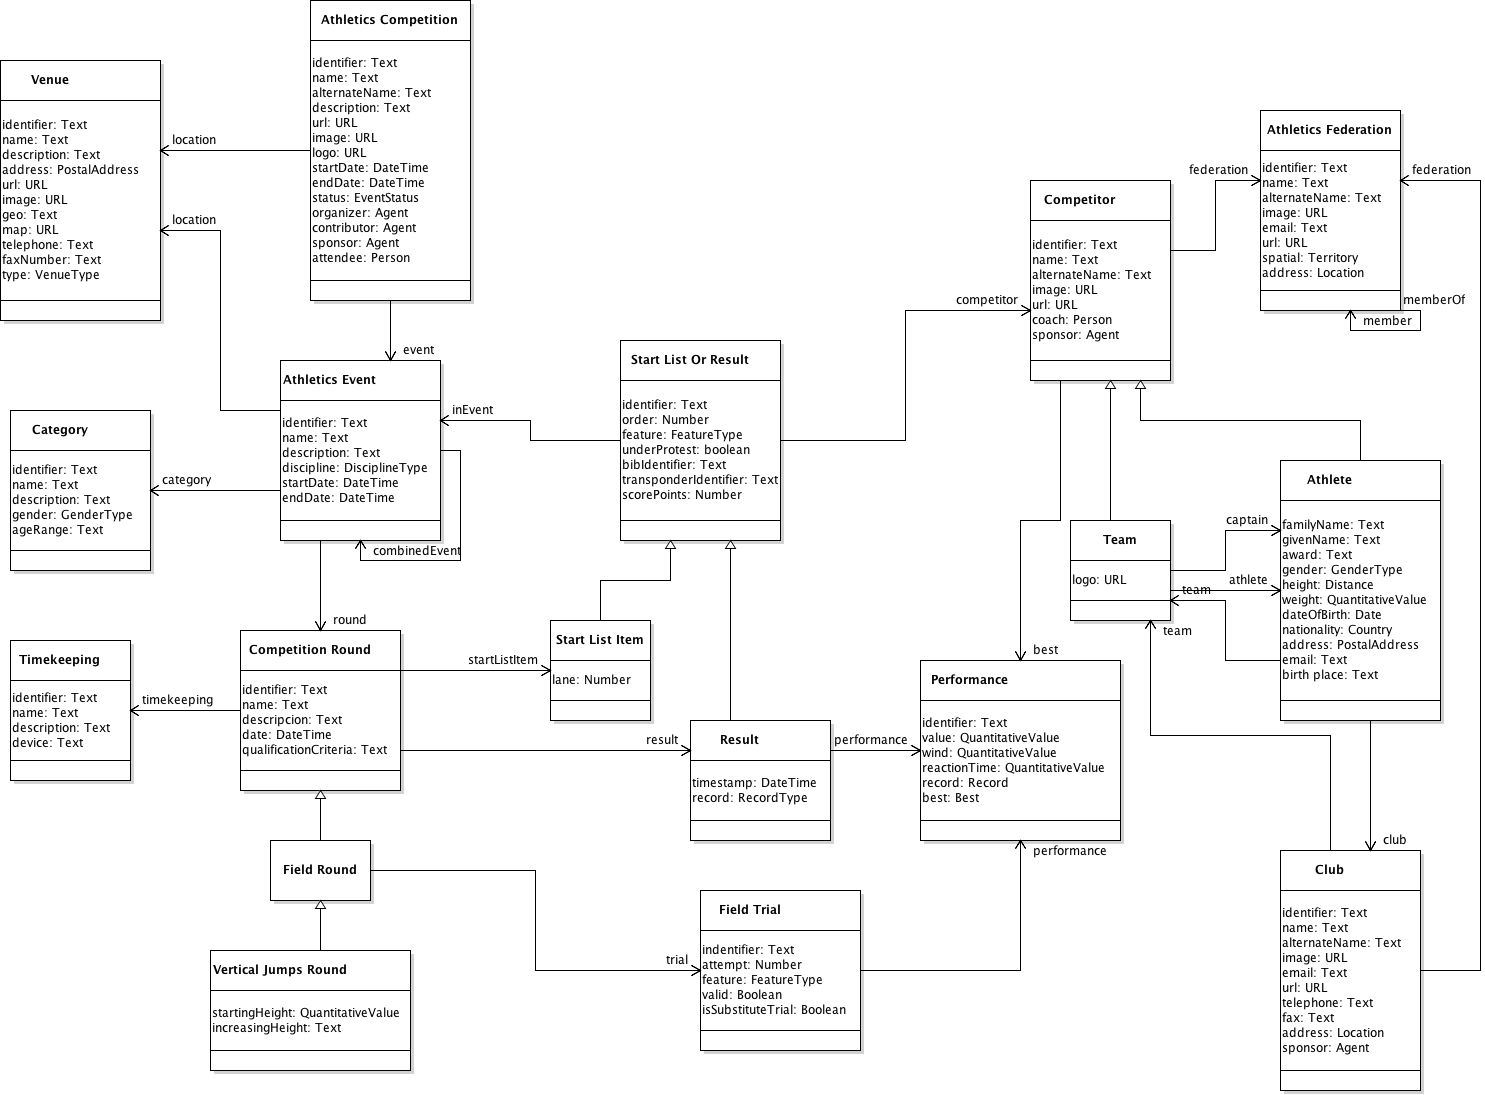 Athletics Competition
identifier: Text
name: Text
alternateName: Text
description: Text
url: URL
image: URL
logo: URL
startDate: DateTime
endDate: DateTime
status: EventStatus
organizer: Agent
contributor: Agent
sponsor: Agent
attendee: Person
Venue
identifier: Text
name: Text
description: Text
address: PostalAddress
url: URL
image: URL
geo: Text
map: URL
telephone: Text
faxNumber: Text
type: VenueType
location
location
event
Athletics Federation
identifier: Text
name: Text
alternateName: Text
image: URL
email: Text
url: URL
spatial: Territory
address: Location
federation
federation
memberOf
member
Competitor
identifier: Text
name: Text
alternateName: Text
image: URL
url: URL
coach: Person
sponsor: Agent
competitor
Start List Or Result
identifier: Text
order: Number
feature: FeatureType
underProtest: boolean
bibIdentifier: Text
transponderIdentifier: Text
scorePoints: Number
inEvent
Athletics Event
identifier: Text
name: Text
description: Text
discipline: DisciplineType
startDate: DateTime
endDate: DateTime
combinedEvent
Category
identifier: Text
name: Text
description: Text
gender: GenderType
ageRange: Text
category
Athlete
familyName: Text
givenName: Text
award: Text
gender: GenderType
height: Distance
weight: QuantitativeValue
dateOfBirth: Date
nationality: Country
address: PostalAddress
email: Text
birth place: Text
captain
athlete
team
Team
logo: URL
team
round
Competition Round
identifier: Text
name: Text
descripcion: Text
date: DateTime
qualificationCriteria: Text
Timekeeping
identifier: Text
name: Text
description: Text
device: Text
timekeeping
startListItem
Start List Item
lane: Number
result
Result
timestamp: DateTime
record: RecordType
performance
best
Performance
identifier: Text
value: QuantitativeValue
wind: QuantitativeValue
reactionTime: QuantitativeValue
record: Record
best: Best
performance
club
Club
identifier: Text
name: Text
alternateName: Text
image: URL
email: Text
url: URL
telephone: Text
fax: Text
address: Location
sponsor: Agent
Field Round
trial
Field Trial
indentifier: Text
attempt: Number
feature: FeatureType
valid: Boolean
isSubstituteTrial: Boolean
Vertical Jumps Round
startingHeight: QuantitativeValue
increasingHeight: Text